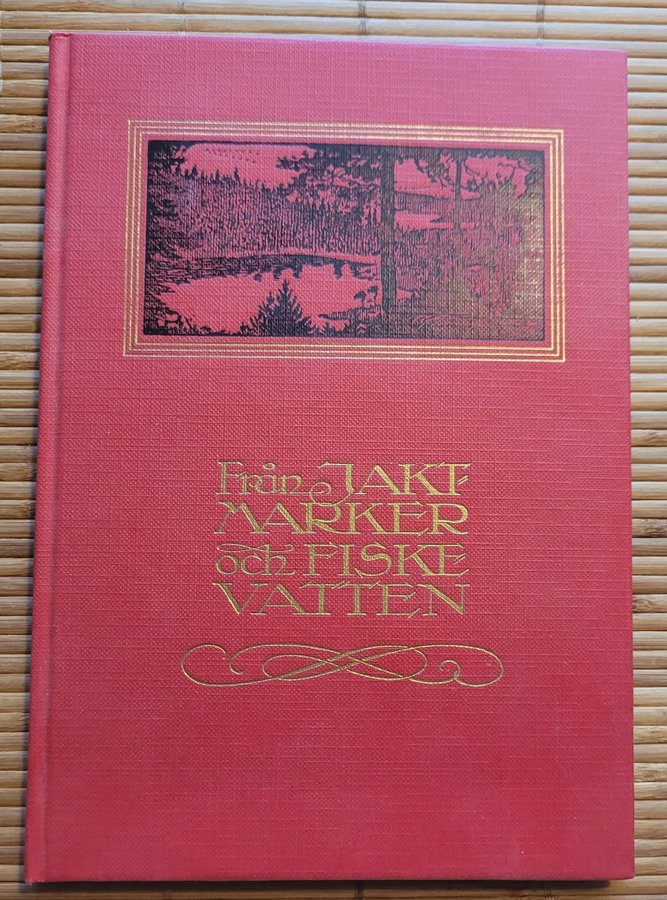 Från JAKT-
MARKER
och FISKE
VATTEN